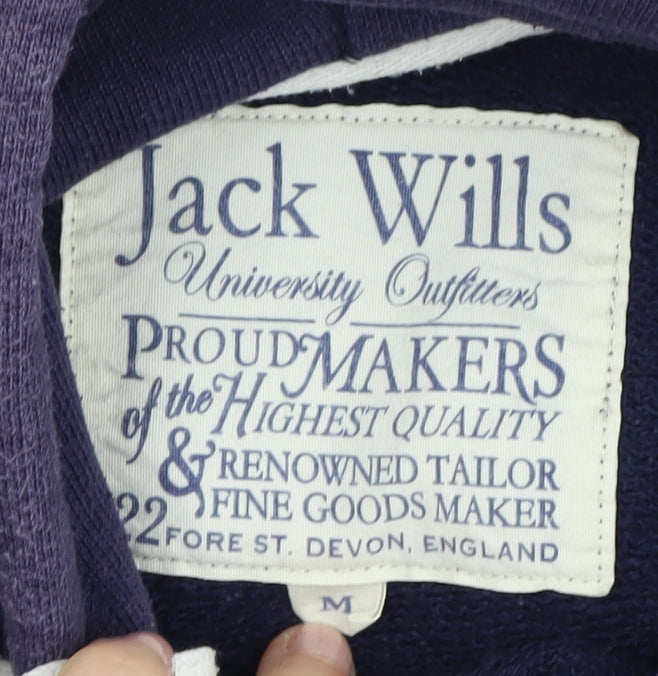 Jack Wills
University Outfitters
PROUD MAKERS
of the HIGHEST QUALITY
& RENOWNED TAILOR
FINE GOODS MAKER
22 FORE ST. DEVON, ENGLAND
M